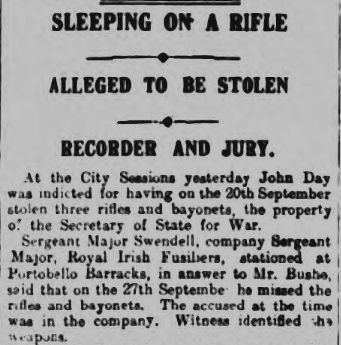 SLEEPING ON A RIFLE
ALLEGED TO BE STOLEN
RECORDER AND JURY.
At the City Sessions yesterday John Day
was indicted for having on the 20th September
stolen three rifles and bayonets, the property
of the Secretary of State for War.
Sergeant Major Swendell, company Sergeant
Major, Royal Irish Fusiliers, stationed at
Portobello Barracks, in answer to Mr. Bushe,
said that on the 27th Septembe he missed the
rifles and bayonets. The accused at the time
was in the company. Witness identified the
weapons.